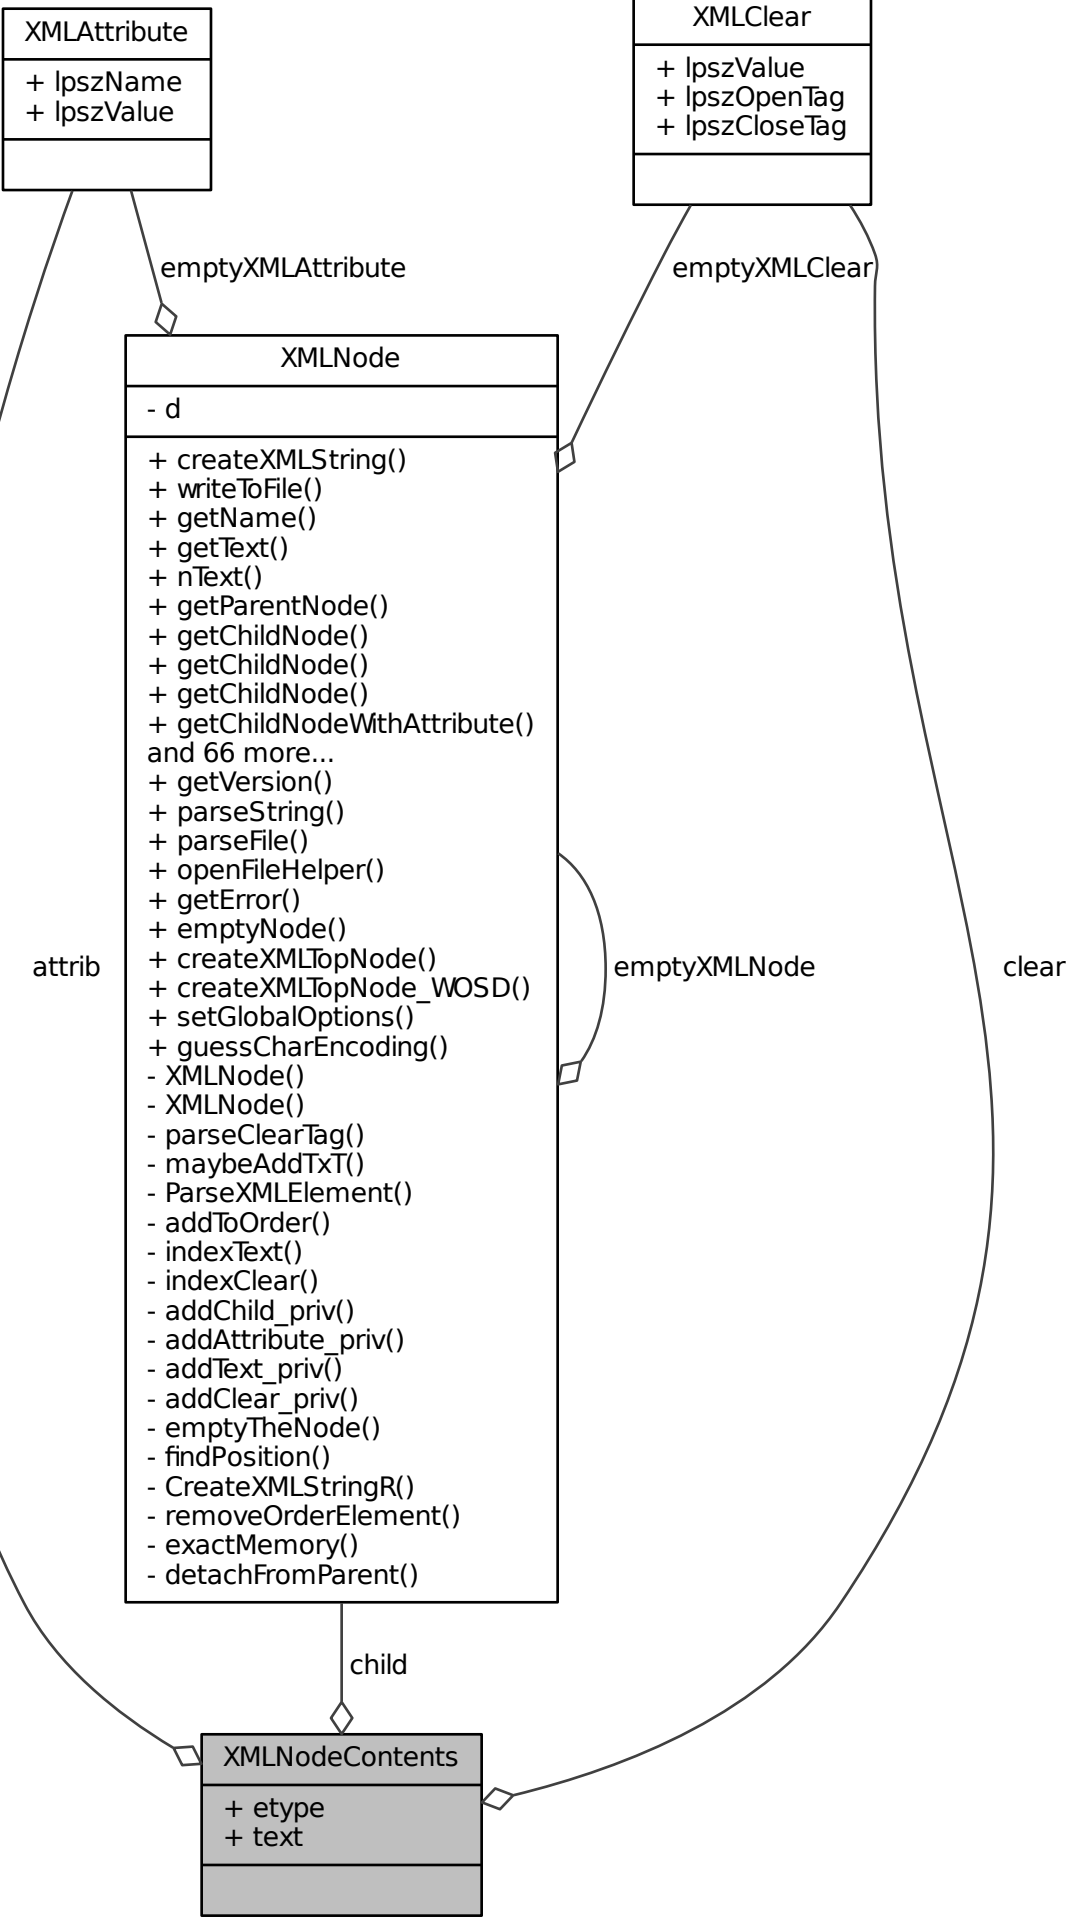 XMLAttribute
+ lpszName
+ lpszValue
XMLClear
+ lpszValue
+ lpszOpenTag
+ lpszCloseTag
emptyXMLAttribute
emptyXMLClear
XMLNode
- d
+ createXMLString()
+ writeToFile()
+ getName()
+ getText()
+ nText()
+ getParentNode()
+ getChildNode()
+ getChildNode()
+ getChildNode()
+ getChildNodeWithAttribute()
and 66 more...
+ getVersion()
+ parseString()
+ parseFile()
+ openFileHelper()
+ getError()
+ emptyNode()
+ createXMLTopNode()
+ createXMLTopNode_WOSD()
+ setGlobalOptions()
+ guessCharEncoding()
- XMLNode()
- XMLNode()
- parseClearTag()
- maybeAddTxT()
- ParseXMLElement()
- addToOrder()
- indexText()
- indexClear()
- addChild_priv()
- addAttribute_priv()
- addText_priv()
- addClear_priv()
- emptyTheNode()
- findPosition()
- CreateXMLStringR()
- removeOrderElement()
- exactMemory()
- detachFromParent()
attrib
emptyXMLNode
clear
child
XMLNodeContents
+ etype
+ text